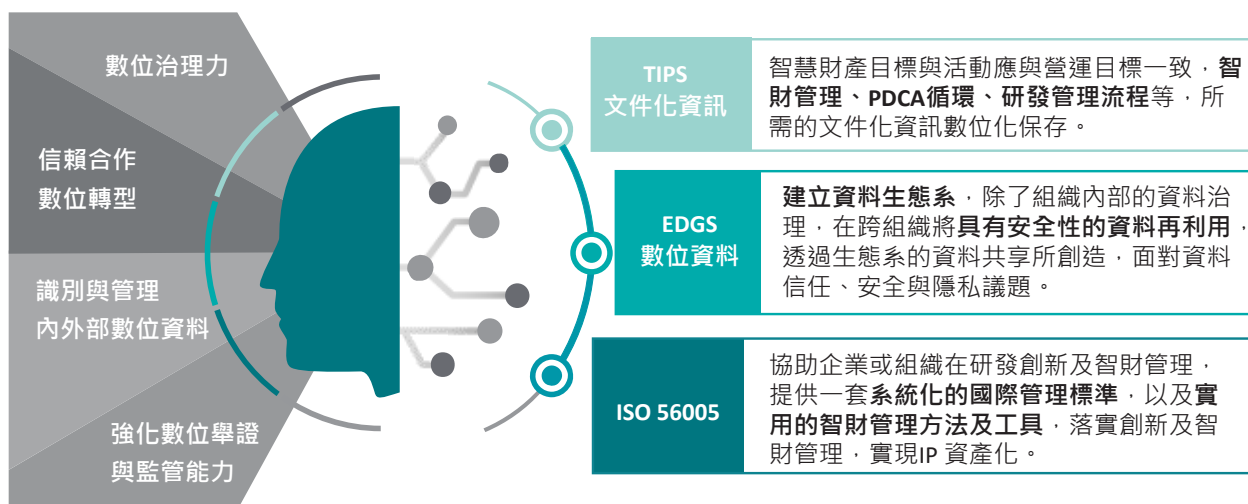 數位治理力
信賴合作
數位轉型
識別與管理
內外部數位資料
強化數位舉證
與監管能力
TIPS
文件化資訊
智慧財產目標與活動應與營運目標一致，智
財管理、PDCA循環、研發管理流程等，所
需的文件化資訊數位化保存。
EDGS
數位資料
建立資料生態系，除了組織內部的資料治
理，在跨組織將具有安全性的資料再利用，
透過生態系的資料共享所創造，面對資料
信任、安全與隱私議題。
ISO 56005
協助企業或組織在研發創新及智財管理，
提供一套系統化的國際管理標準，以及實
用的智財管理方法及工具，落實創新及智
財管理，實現IP 資產化。